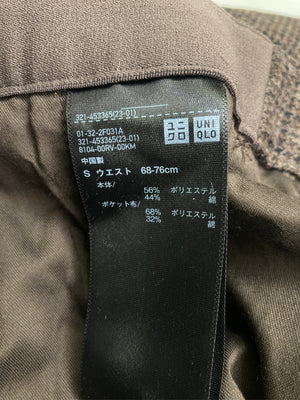 321-453365(23-01)
01-32-2F031A
321-453365(23-01)
8104-00RV-00KM
ユニクロ
UNIQLO
中国製
S ウエスト 68-76cm
本体/
56% ポリエステル
44% 綿
ポケット布/
68% ポリエステル
32% 綿